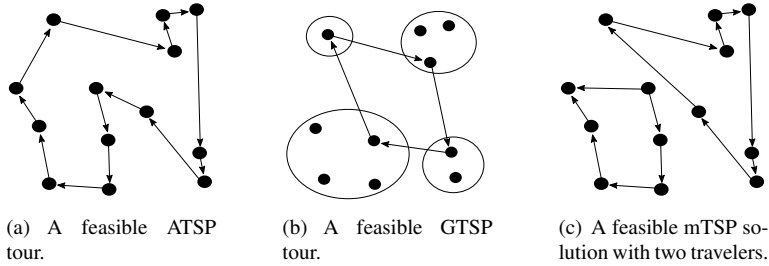 (a) A feasible ATSP
tour.
(b) A feasible GTSP
tour.
(c) A feasible mTSP so-
lution with two travelers.